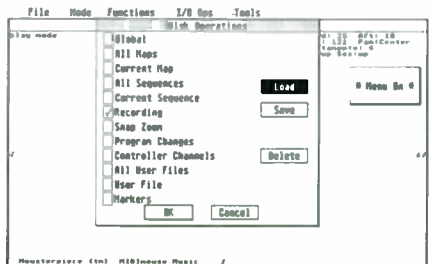 File Mode Functions I/O Ops Tools
Disk Operations
play mode
Global
All Maps
Current Map
All Sequences
Load
# Menu On #
Current Sequence
Recording
Save
Snap Zoom
Program Changes
Controller Channels
Delete
All User Files
User File
Markers
OK Cancel
Mousterpiece (tm) MIDImouse Music